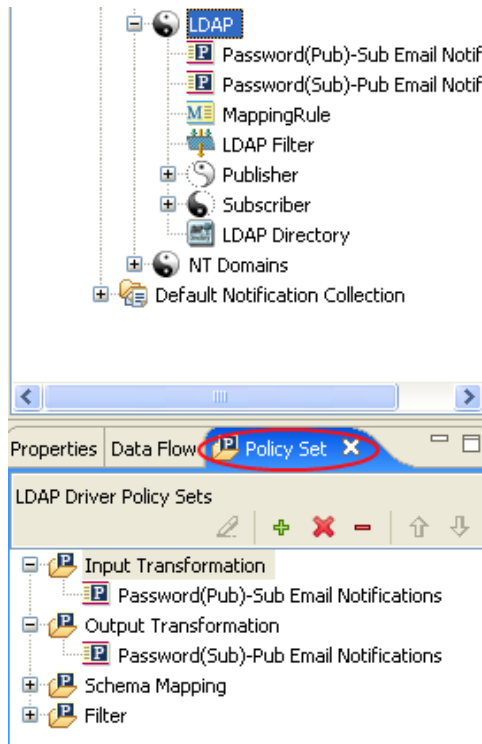 LDAP
Password(Pub)-Sub Email Notif
Password(Sub)-Pub Email Notif
MappingRule
LDAP Filter
Publisher
Subscriber
LDAP Directory
NT Domains
Default Notification Collection
Properties Data Flow Policy Set
LDAP Driver Policy Sets
Input Transformation
Password(Pub)-Sub Email Notifications
Output Transformation
Password(Sub)-Pub Email Notifications
Schema Mapping
Filter